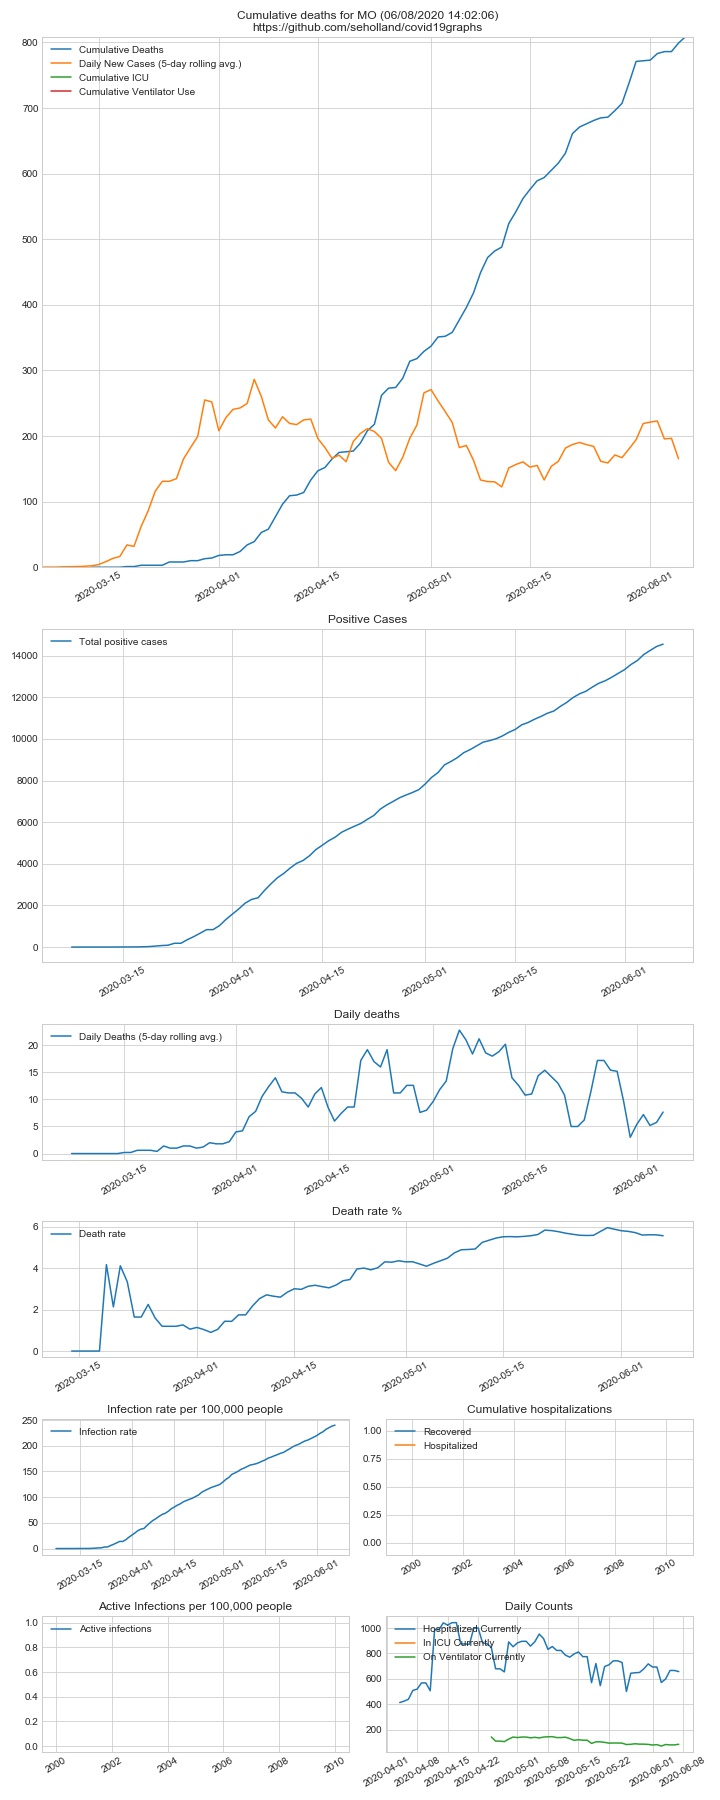 Cumulative deaths for MO (06/08/2020 14:02:06)
https://github.com/seholland/covid19graphs
Cumulative Deaths
Daily New Cases (5-day rolling avg.)
Cumulative ICU
Cumulative Ventilator Use
800
700
600
500
400
300
200
100
0
2020-03-15 2020-04-01 2020-04-15 2020-05-01 2020-05-15 2020-06-01
Positive Cases
Total positive cases
14000
12000
10000
8000
6000
4000
2000
0
2020-03-15 2020-04-01 2020-04-15 2020-05-01 2020-05-15 2020-06-01
Daily deaths
Daily Deaths (5-day rolling avg.)
20
15
10
5
0
2020-03-15 2020-04-01 2020-04-15 2020-05-01 2020-05-15 2020-06-01
Death rate %
Death rate
6
4
2
0
2020-03-15 2020-04-01 2020-04-15 2020-05-01 2020-05-15 2020-06-01
Infection rate per 100,000 people
Infection rate
250
200
150
100
50
0
2020-03-15 2020-04-01 2020-04-15 2020-05-01 2020-05-15 2020-06-01
Cumulative hospitalizations
Recovered
Hospitalized
1.00
0.75
0.50
0.25
0.00
2000 2002 2004 2006 2008 2010
Active Infections per 100,000 people
Active infections
1.0
0.8
0.6
0.4
0.2
0.0
2000 2002 2004 2006 2008 2010
Daily Counts
Hospitalized Currently
In ICU Currently
On Ventilator Currently
1000
800
600
400
200
2020-04-01 2020-04-08 2020-04-15 2020-04-22 2020-05-01 2020-05-08 2020-05-15 2020-05-22 2020-06-01 2020-06-08